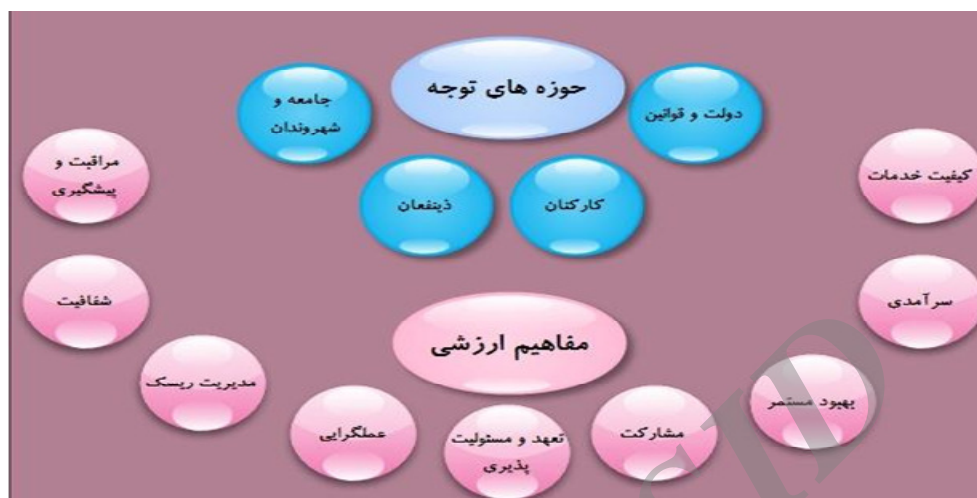 حوزه های توجه
دولت و قوانین
جامعه و
شهروندان
کارکنان
ذینفعان
کیفیت خدمات
مراقبت و
پیشگیری
سرآمدی
شفافیت
مفاهیم ارزشی
بهبود مستمر
مدیریت ریسک
مشارکت
تعهد و مسئولیت
پذیری
عملگرایی